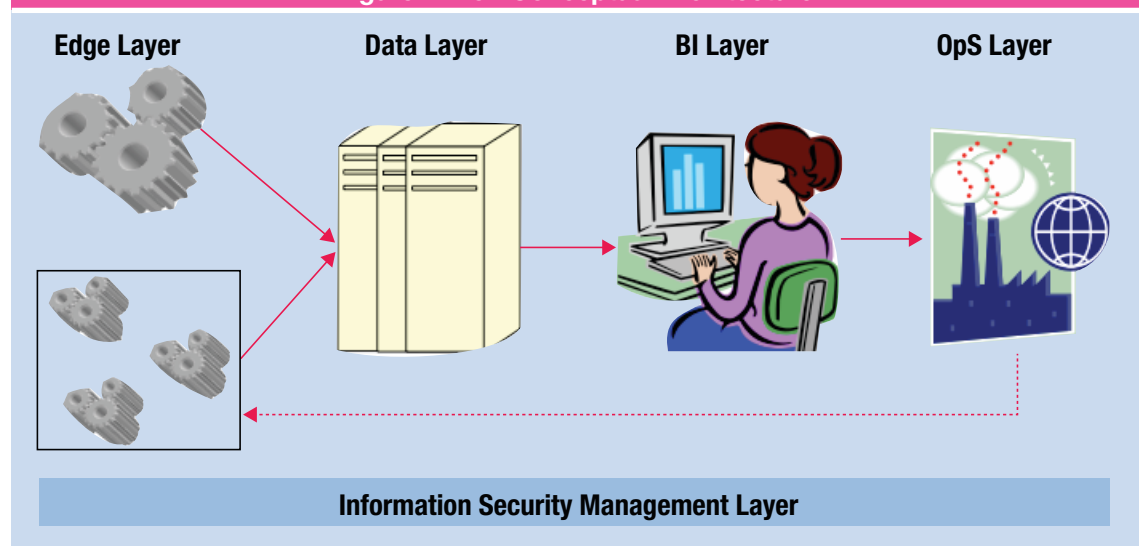 Edge Layer
Data Layer
BI Layer
OpS Layer
Information Security Management Layer